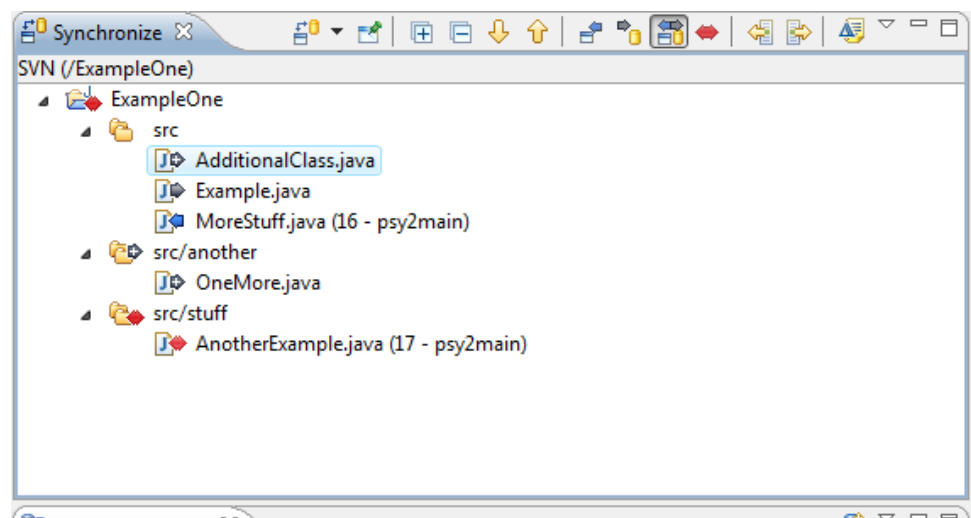 Synchronize
SVN (/ExampleOne)
ExampleOne
src
AdditionalClass.java
Example.java
MoreStuff.java (16 - psy2main)
src/another
OneMore.java
src/stuff
AnotherExample.java (17 - psy2main)